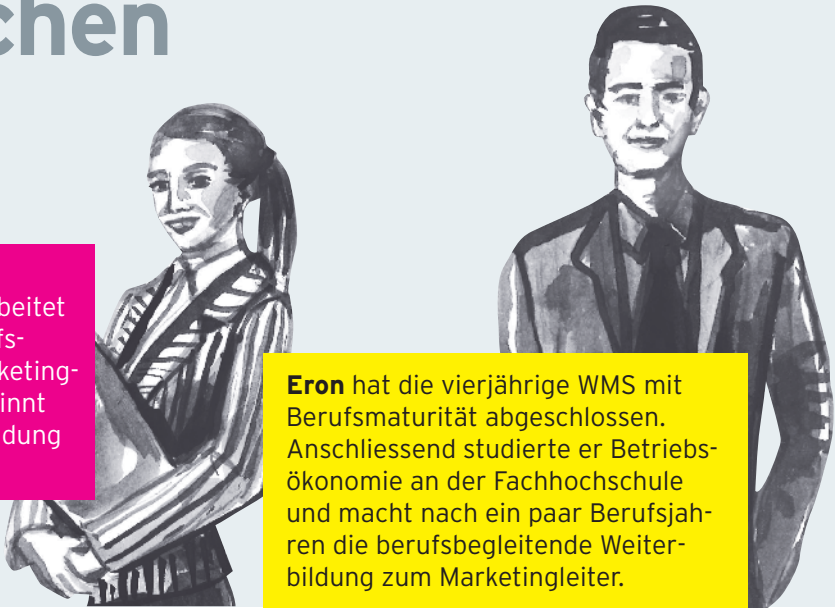 chen
beitet
fs-
keting-
innt
dung
Eron hat die vierjährige WMS mit
Berufsmaturität abgeschlossen.
Anschliessend studierte er Betriebs-
ökonomie an der Fachhochschule
und macht nach ein paar Berufsjah-
ren die berufsbegleitende Weiter-
bildung zum Marketingleiter.